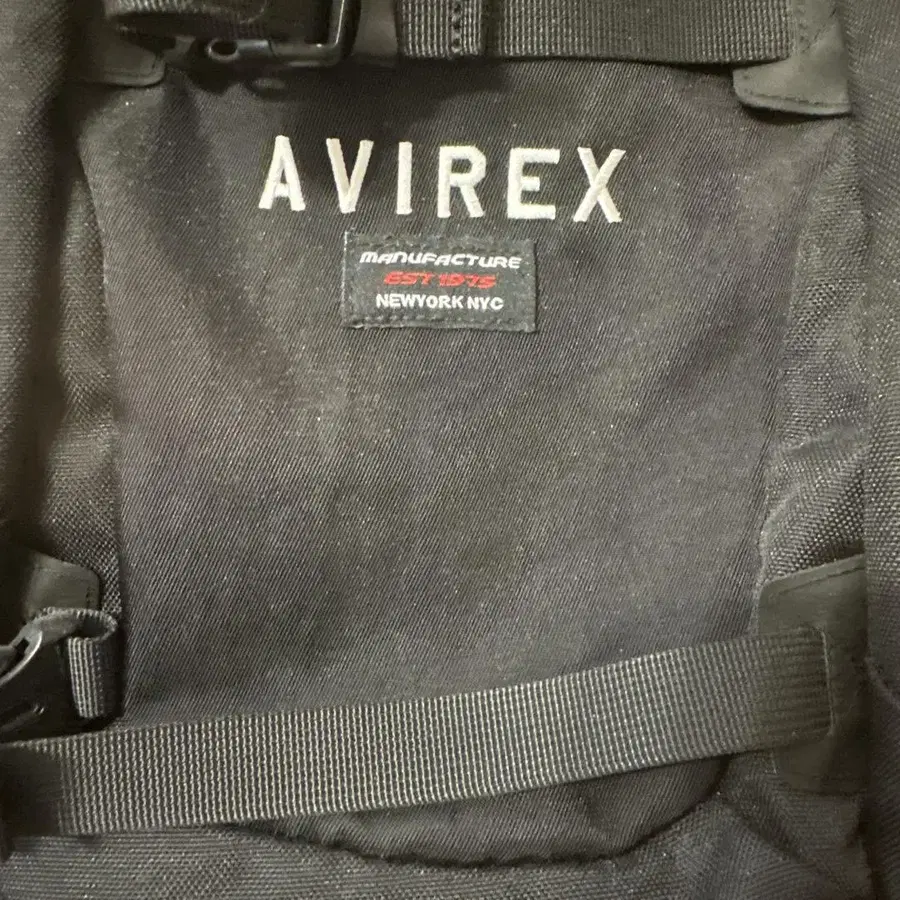 AVIREX
MANUFACTURE
EST 1975
NEWYORK NYC